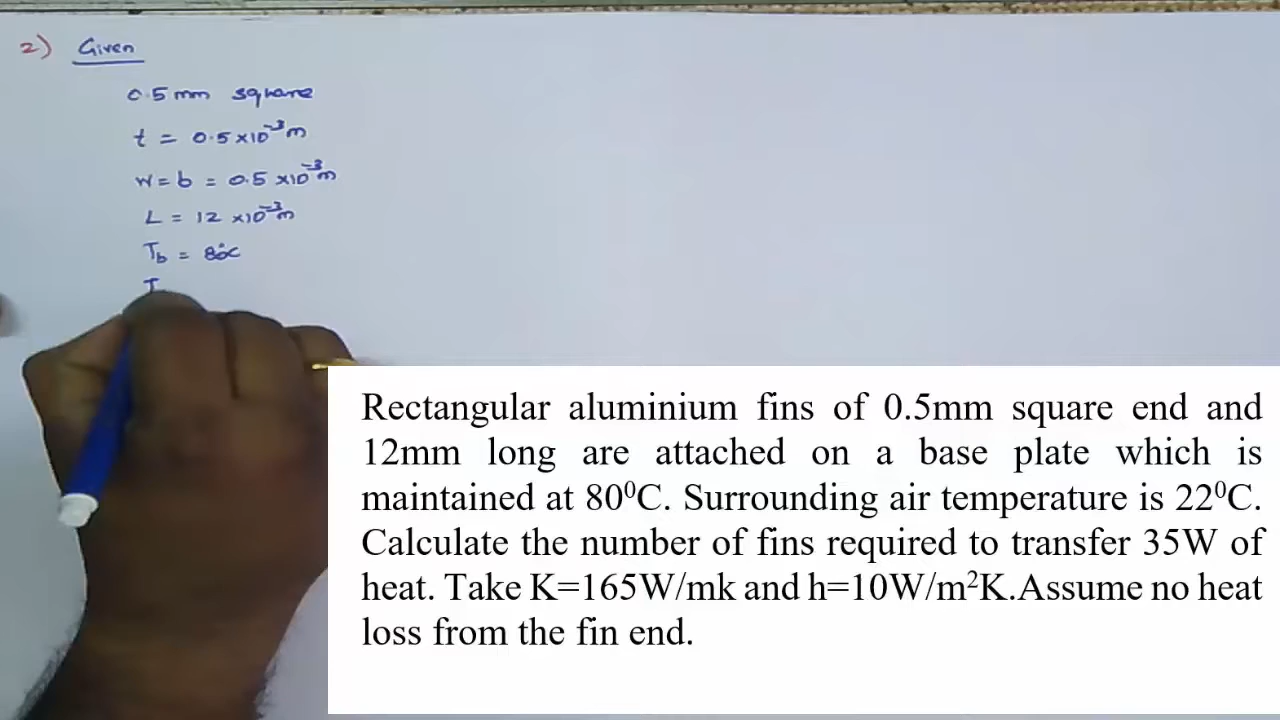 2) Given
0.5 mm square
t = 0.5 ×10⁻³ m
W = b = 0.5 ×10⁻³ m
L = 12 ×10⁻³ m
T_b = 80°C
T
Rectangular aluminium fins of 0.5mm square end and
12mm long are attached on a base plate which is
maintained at 80⁰C. Surrounding air temperature is 22⁰C.
Calculate the number of fins required to transfer 35W of
heat. Take K=165W/mk and h=10W/m²K.Assume no heat
loss from the fin end.